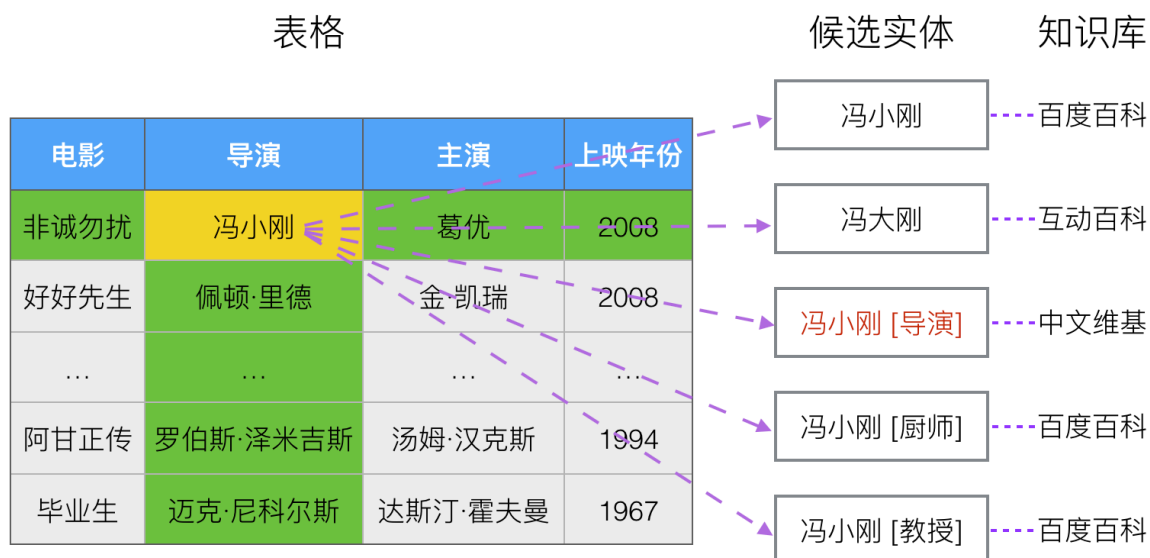 表格 候选实体 知识库
电影 导演 主演 上映年份
非诚勿扰 冯小刚 葛优 2008
好好先生 佩顿·里德 金·凯瑞 2008
… … … …
阿甘正传 罗伯斯·泽米吉斯 汤姆·汉克斯 1994
毕业生 迈克·尼科尔斯 达斯汀·霍夫曼 1967
冯小刚 百度百科
冯大刚 互动百科
冯小刚 [导演] 中文维基
冯小刚 [厨师] 百度百科
冯小刚 [教授] 百度百科